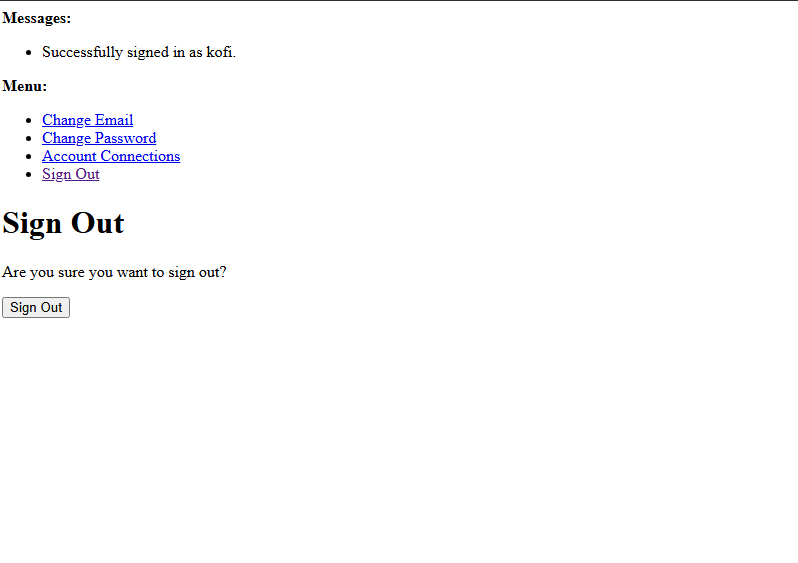 Messages:
Successfully signed in as kofi.
Menu:
Change Email
Change Password
Account Connections
Sign Out
Sign Out
Are you sure you want to sign out?
Sign Out